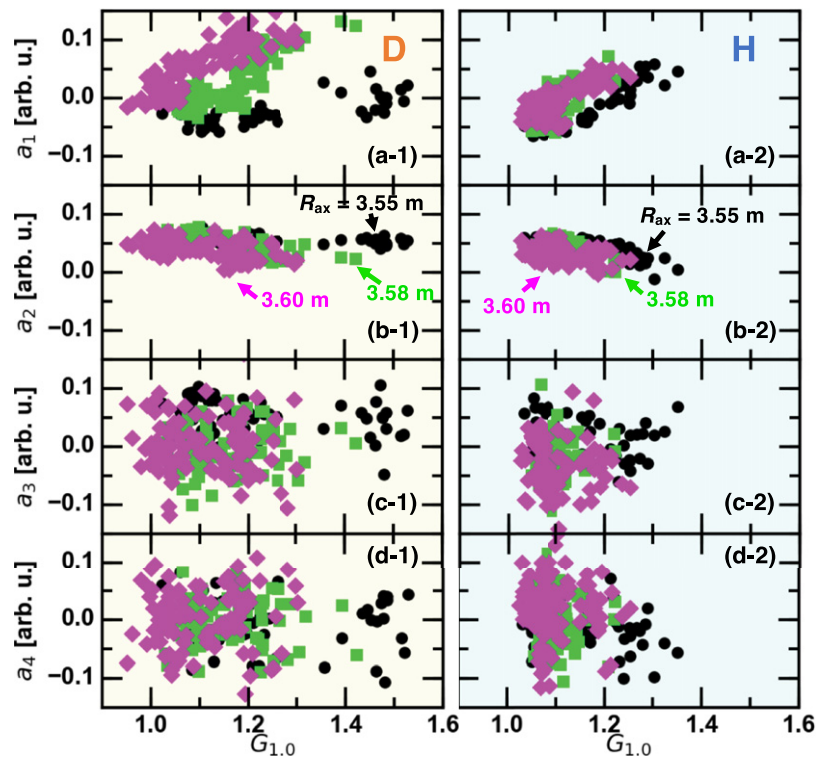 D
H
a1 [arb. u.]
0.1
0.0
−0.1
(a-1)
(a-2)
a2 [arb. u.]
0.1
0.0
−0.1
Rax = 3.55 m
3.60 m
3.58 m
(b-1)
Rax = 3.55 m
3.60 m
3.58 m
(b-2)
a3 [arb. u.]
0.1
0.0
−0.1
(c-1)
(c-2)
a4 [arb. u.]
0.1
0.0
−0.1
(d-1)
(d-2)
1.0 1.2 1.4 1.6
1.0 1.2 1.4 1.6
G1.0
G1.0